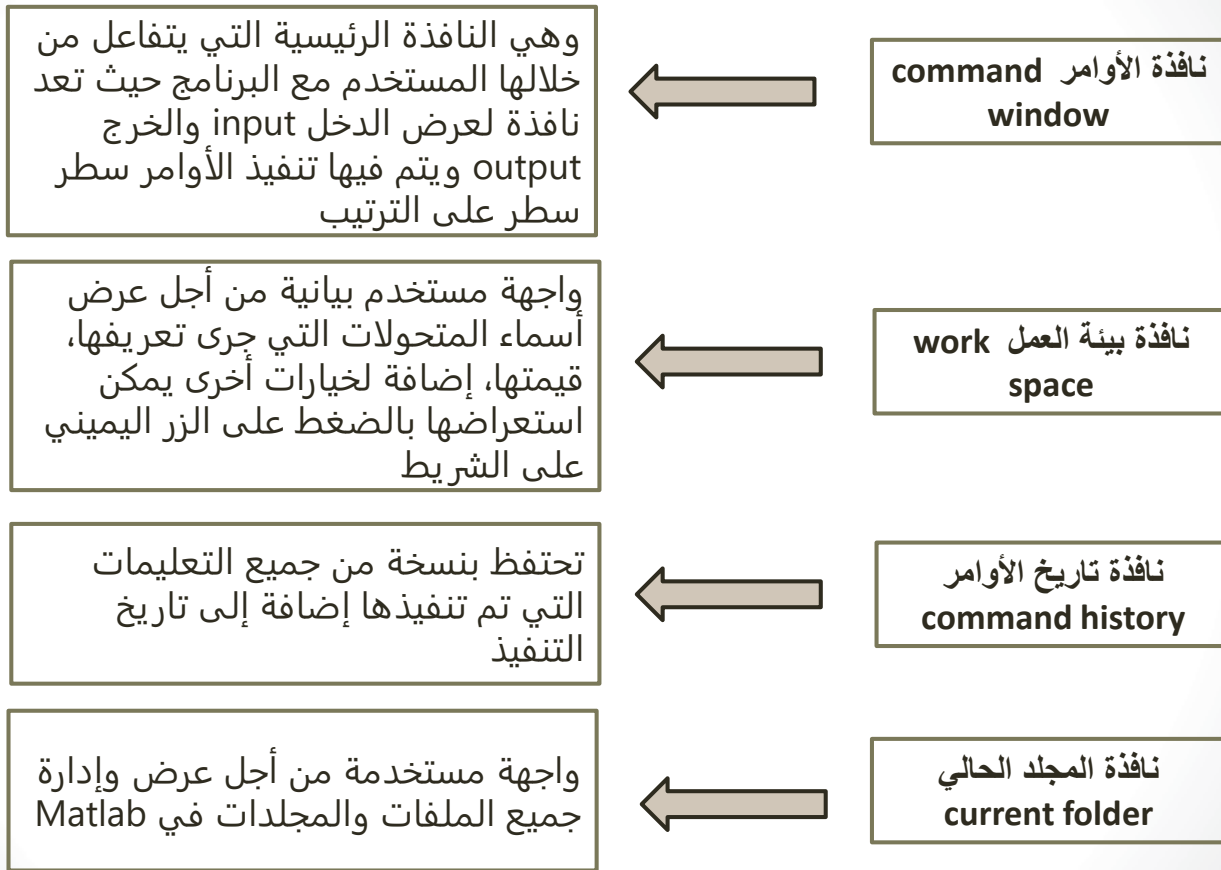 نافذة الأوامر command
window
وهي النافذة الرئيسية التي يتفاعل من
خلالها المستخدم مع البرنامج حيث تعد
نافذة لعرض الدخل input والخرج
output ويتم فيها تنفيذ الأوامر سطر
سطر على الترتيب
نافذة بيئة العمل work
space
واجهة مستخدم بيانية من أجل عرض
أسماء المتحولات التي جرى تعريفها،
قيمتها، إضافة لخيارات أخرى يمكن
استعراضها بالضغط على الزر اليميني
على الشريط
نافذة تاريخ الأوامر
command history
تحتفظ بنسخة من جميع التعليمات
التي تم تنفيذها إضافة إلى تاريخ
التنفيذ
نافذة المجلد الحالي
current folder
واجهة مستخدمة من أجل عرض وإدارة
جميع الملفات والمجلدات في Matlab